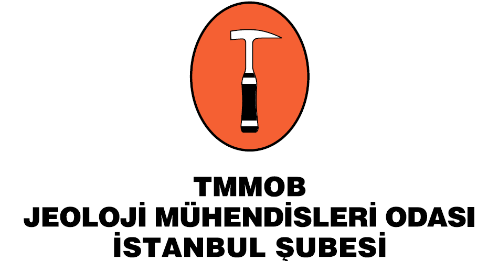 TMMOB
JEOLOJİ MÜHENDİSLERİ ODASI
İSTANBUL ŞUBESİ